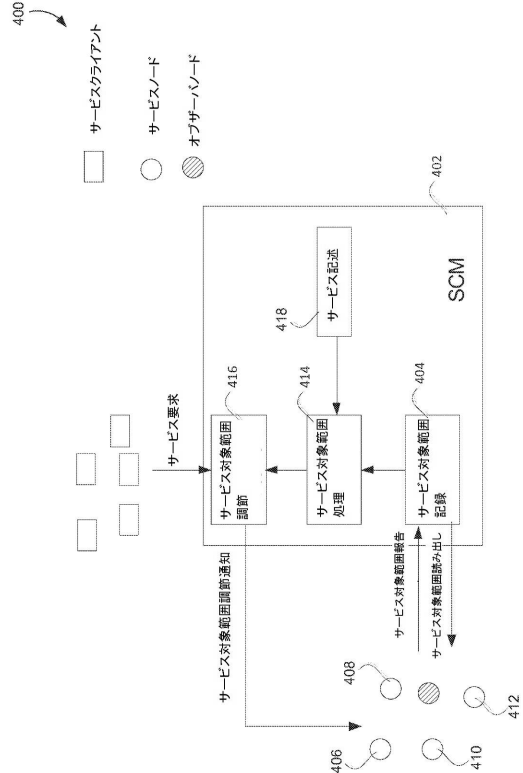 400
サービスクライアント
サービスノード
オブザーバノード
サービス要求
402
SCM
416
サービス対象範囲
調節
418
サービス記述
414
サービス対象範囲
処理
404
サービス対象範囲
記録
サービス対象範囲調節通知
サービス対象範囲報告
サービス対象範囲読み出し
406
408
410
412